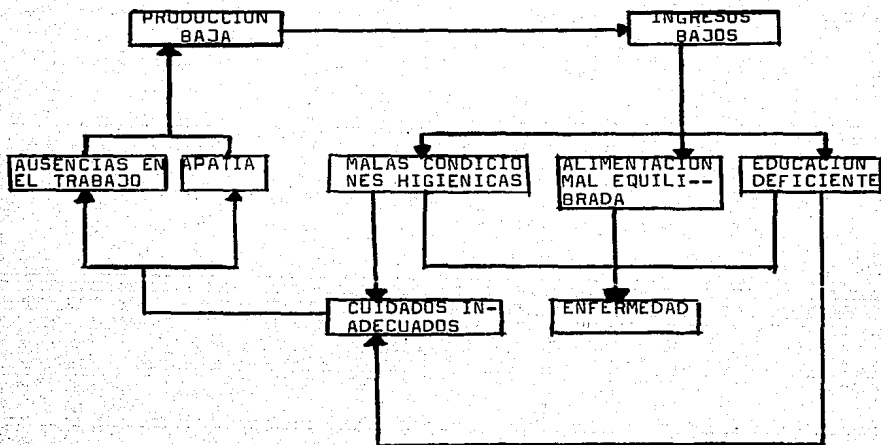 PRODUCCION
BAJA
INGRESOS
BAJOS
AUSENCIAS EN
EL TRABAJO
APATIA
MALAS CONDICIO
NES HIGIENICAS
ALIMENTACION
MAL EQUILI--
BRADA
EDUCACION
DEFICIENTE
CUIDADOS IN-
ADECUADOS
ENFERMEDAD